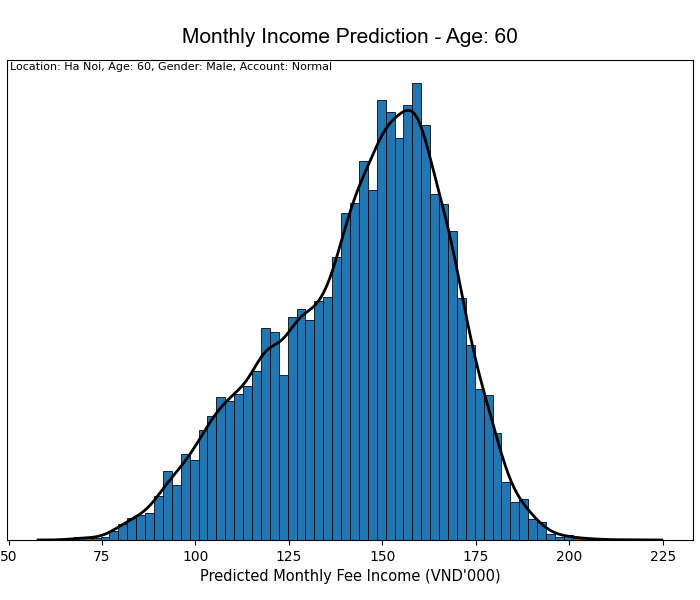 Monthly Income Prediction - Age: 60
Location: Ha Noi, Age: 60, Gender: Male, Account: Normal
50 75 100 125 150 175 200 225
Predicted Monthly Fee Income (VND'000)